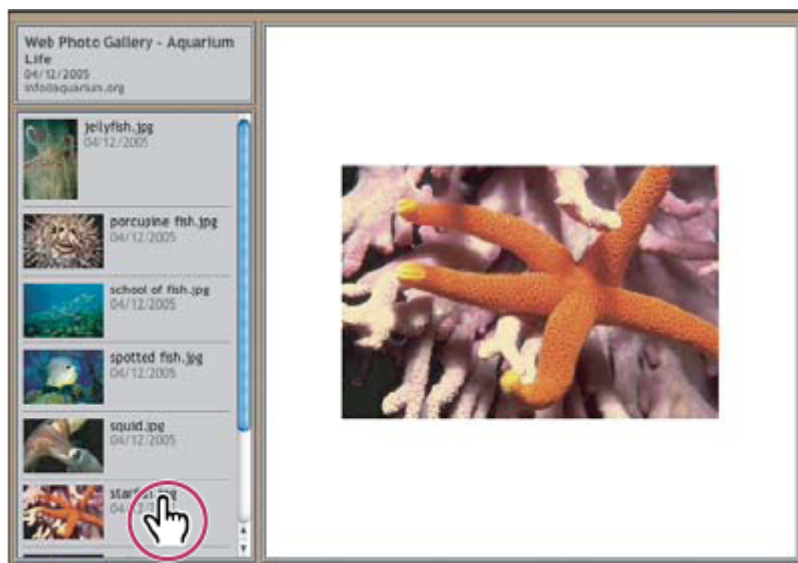 Web Photo Gallery - Aquarium
Life
04/12/2005
info@aquarium.org
jellyfish.jpg
04/12/2005
porcupine fish.jpg
04/12/2005
school of fish.jpg
04/12/2005
spotted fish.jpg
04/12/2005
squid.jpg
04/12/2005